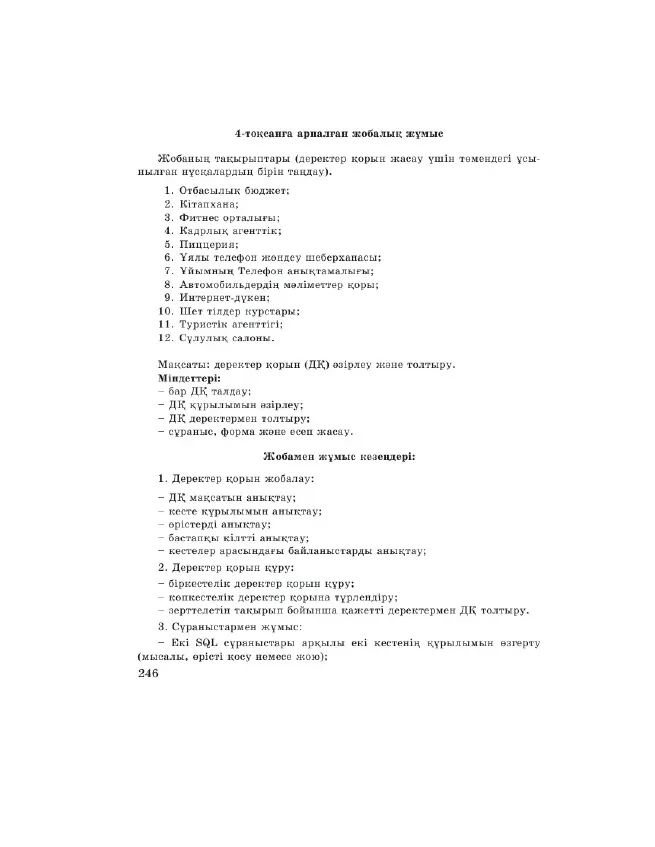 4-тоқсанға арналған жобалық жұмыс
Жобаның тақырыптары (деректер қорын жасау үшін төмендегі ұсы-
нылған нұсқалардың бірін таңдау).
1. Отбасылық бюджет;
2. Кітапхана;
3. Фитнес орталығы;
4. Кадрлық агенттік;
5. Пиццерия;
6. Ұялы телефон жөндеу шеберханасы;
7. Ұйымның Телефон анықтамалығы;
8. Автомобильдердің мәліметтер қоры;
9. Интернет-дүкен;
10. Шет тілдер курстары;
11. Туристік агенттігі;
12. Сұлулық салоны.
Мақсаты: деректер қорын (ДҚ) әзірлеу және толтыру.
Міндеттері:
– бар ДҚ талдау;
– ДҚ құрылымын әзірлеу;
– ДҚ деректермен толтыру;
– сұраныс, форма және есеп жасау.
Жобамен жұмыс кезеңдері:
1. Деректер қорын жобалау:
– ДҚ мақсатын анықтау;
– кесте құрылымын анықтау;
– өрістерді анықтау;
– бастапқы кілтті анықтау;
– кестелер арасындағы байланыстарды анықтау;
2. Деректер қорын құру:
– біркестелік деректер қорын құру;
– көпкестелік деректер қорына түрлендіру;
– зерттелетін тақырып бойынша қажетті деректермен ДҚ толтыру.
3. Сұраныстармен жұмыс:
– Екі SQL сұраныстары арқылы екі кестенің құрылымын өзгерту
(мысалы, өрісті қосу немесе жою);
246